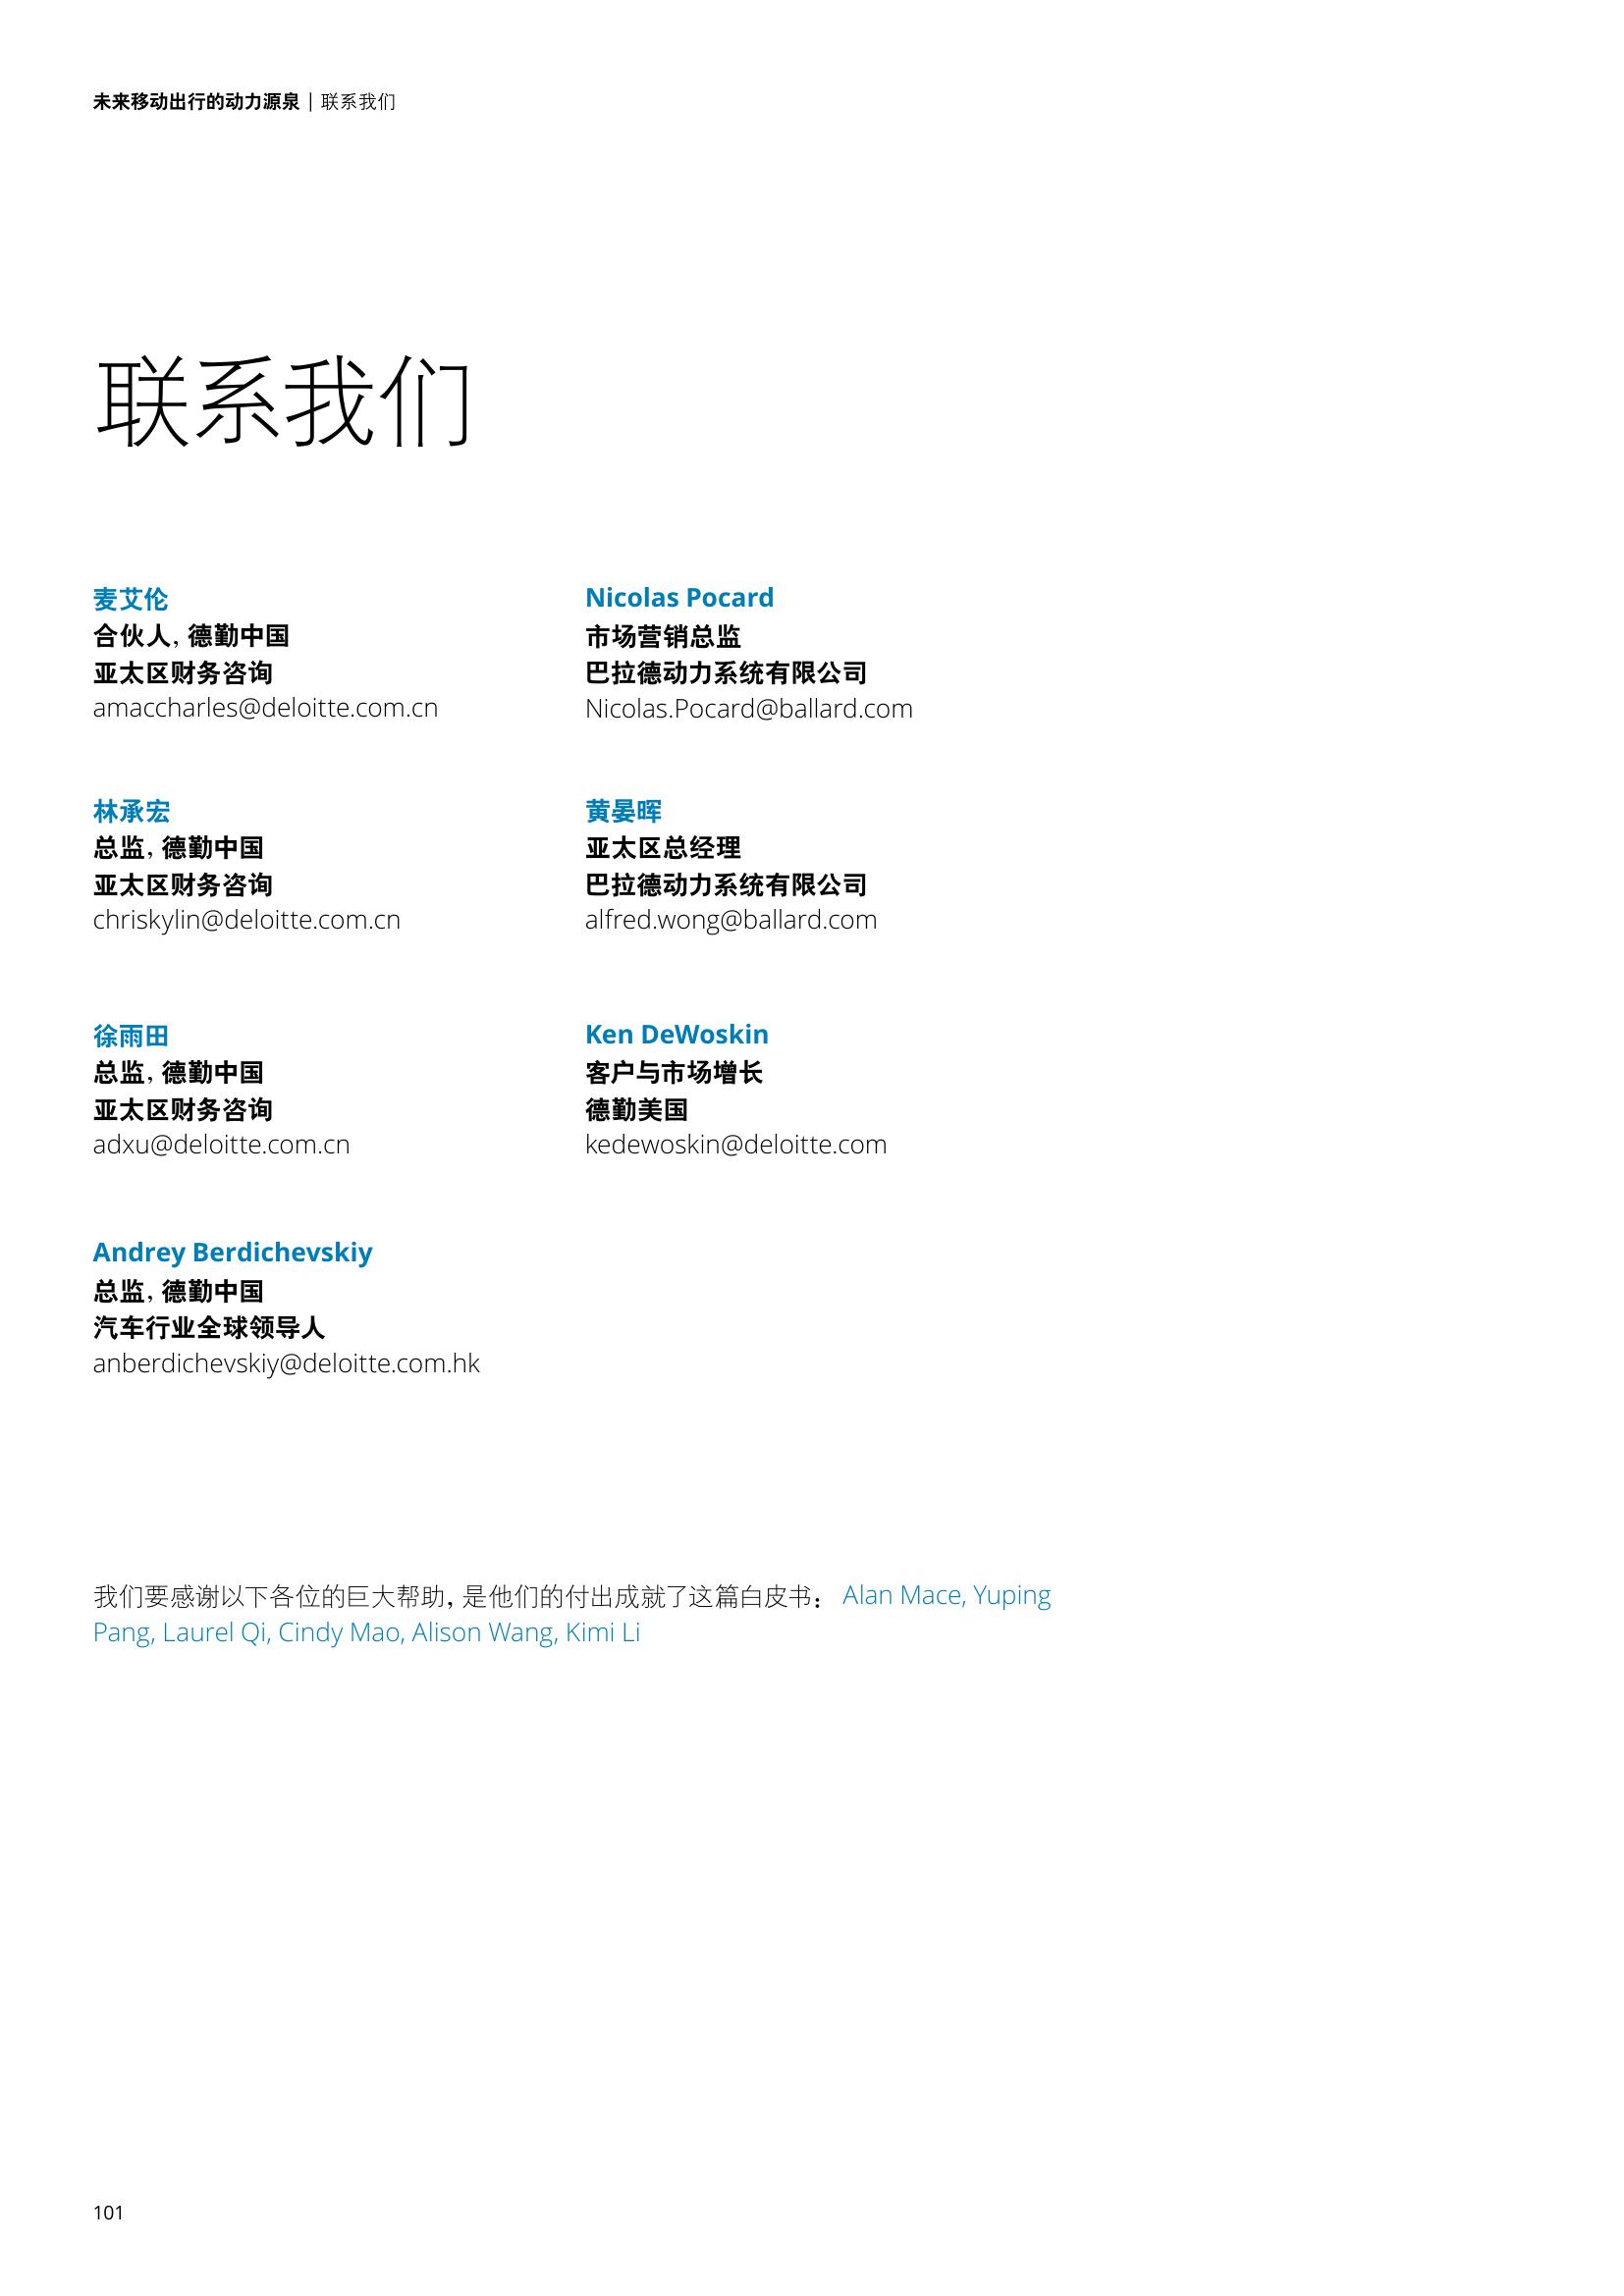 未来移动出行的动力源泉 | 联系我们
联系我们
麦艾伦
合伙人, 德勤中国
亚太区财务咨询
amaccharles@deloitte.com.cn
Nicolas Pocard
市场营销总监
巴拉德动力系统有限公司
Nicolas.Pocard@ballard.com
林承宏
总监, 德勤中国
亚太区财务咨询
chriskylin@deloitte.com.cn
黄晏晖
亚太区总经理
巴拉德动力系统有限公司
alfred.wong@ballard.com
徐雨田
总监, 德勤中国
亚太区财务咨询
adxu@deloitte.com.cn
Ken DeWoskin
客户与市场增长
德勤美国
kedewoskin@deloitte.com
Andrey Berdichevskiy
总监, 德勤中国
汽车行业全球领导人
anberdichevskiy@deloitte.com.hk
我们要感谢以下各位的巨大帮助, 是他们的付出成就了这篇白皮书: Alan Mace, Yuping
Pang, Laurel Qi, Cindy Mao, Alison Wang, Kimi Li
101